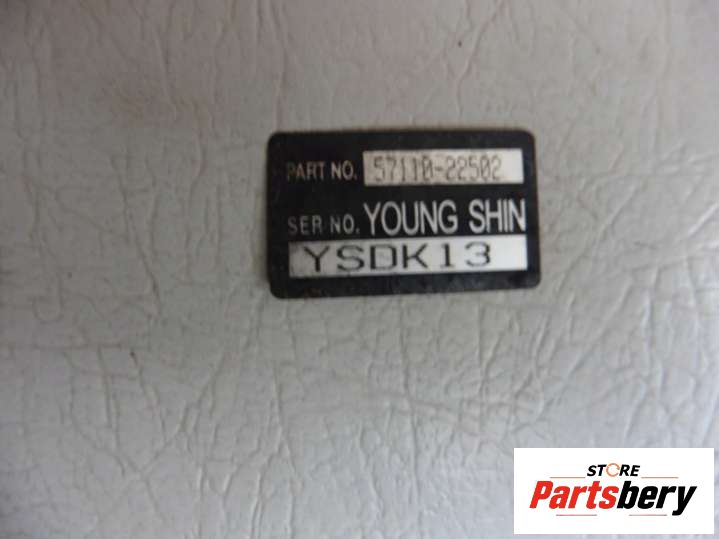 PART NO. 57110-22502
SER NO. YOUNG SHIN
YSDK13
STORE
Partsbery